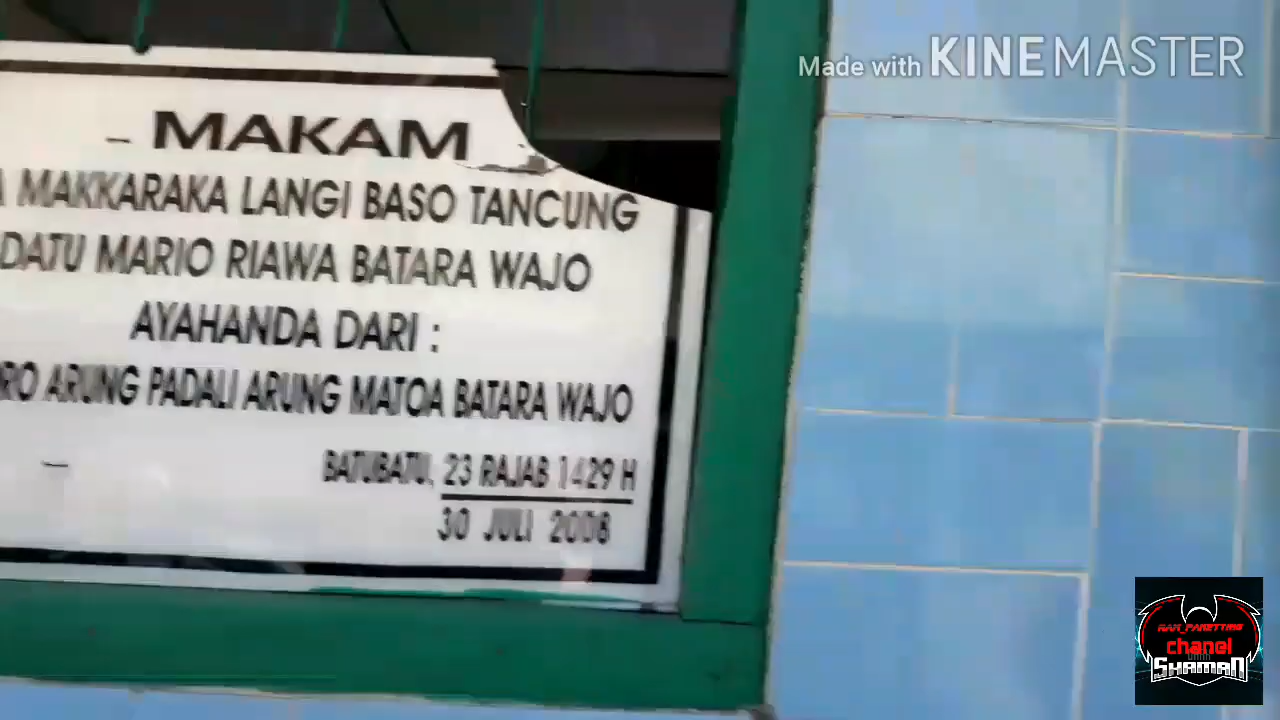 Made with KINEMASTER
MAKAM
MAKKARAKA LANGI BASO TANCUNG
DATU MARIO RIAWA BATARA WAJO
AYAHANDA DARI :
ARUNG PADALI ARUNG MATOA BATARA WAJO
BATUBATU, 23 RAJAB 1429 H
30 JULI 2008
chanel
SHAMAN